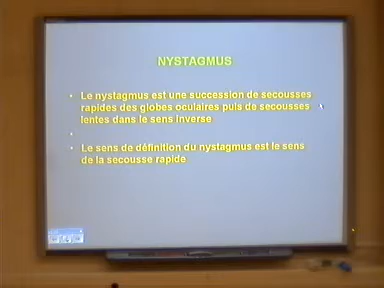 NYSTAGMUS
• Le nystagmus est une succession de secousses
rapides des globes oculaires puis de secousses
lentes dans le sens inverse
•
• Le sens de définition du nystagmus est le sens
de la secousse rapide